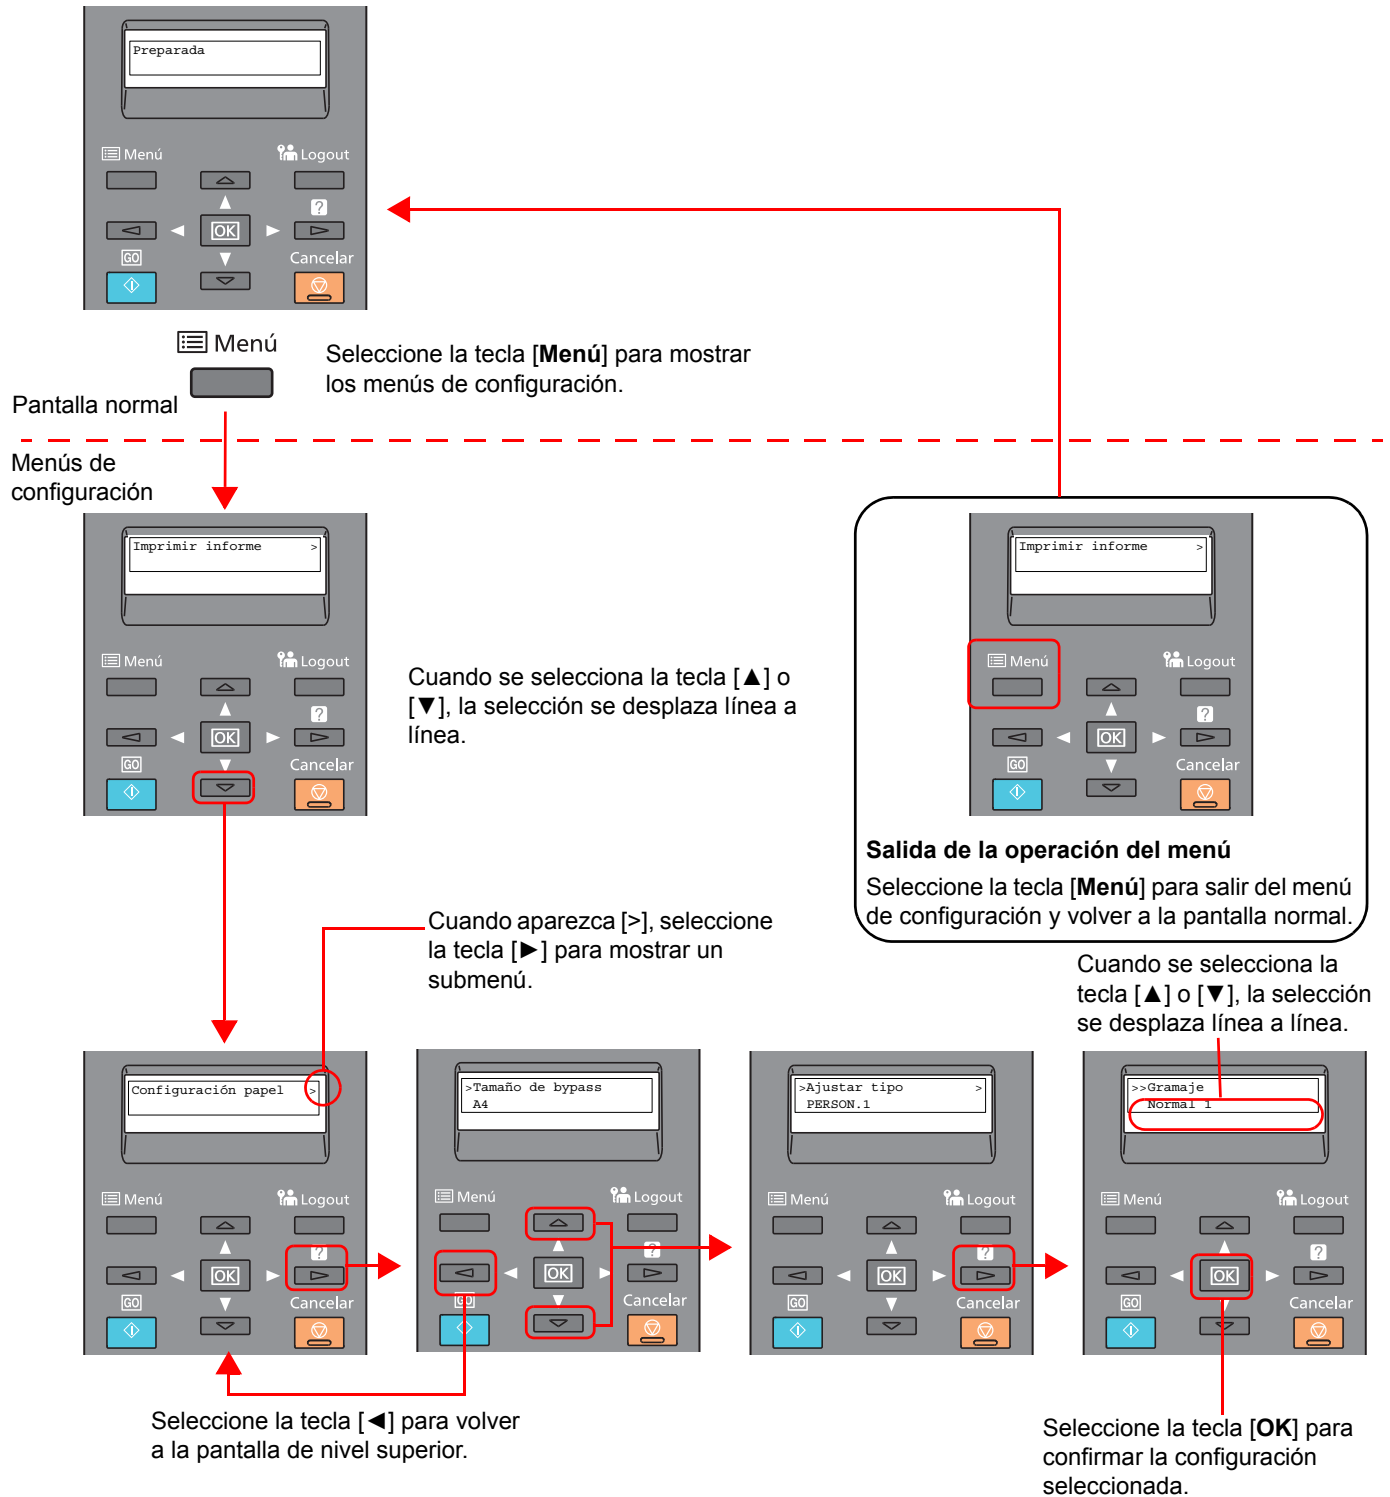 Preparada
Menú
Logout
?
OK
GO
Cancelar
Menú
Seleccione la tecla [Menú] para mostrar
los menús de configuración.
Pantalla normal
Menús de
configuración
Imprimir informe >
Menú
Logout
?
OK
GO
Cancelar
Cuando se selecciona la tecla [▲] o
[▼], la selección se desplaza línea a
línea.
Imprimir informe >
Menú
Logout
?
OK
GO
Cancelar
Salida de la operación del menú
Seleccione la tecla [Menú] para salir del menú
de configuración y volver a la pantalla normal.
Cuando aparezca [>], seleccione
la tecla [►] para mostrar un
submenú.
Cuando se selecciona la
tecla [▲] o [▼], la selección
se desplaza línea a línea.
Configuración papel >
Menú
Logout
?
OK
GO
Cancelar
>Tamaño de bypass
A4
Menú
Logout
?
OK
GO
Cancelar
>Ajustar tipo >
PERSON.1
Menú
Logout
?
OK
GO
Cancelar
>>Gramaje
Normal 1
Menú
Logout
?
OK
GO
Cancelar
Seleccione la tecla [◄] para volver
a la pantalla de nivel superior.
Seleccione la tecla [OK] para
confirmar la configuración
seleccionada.